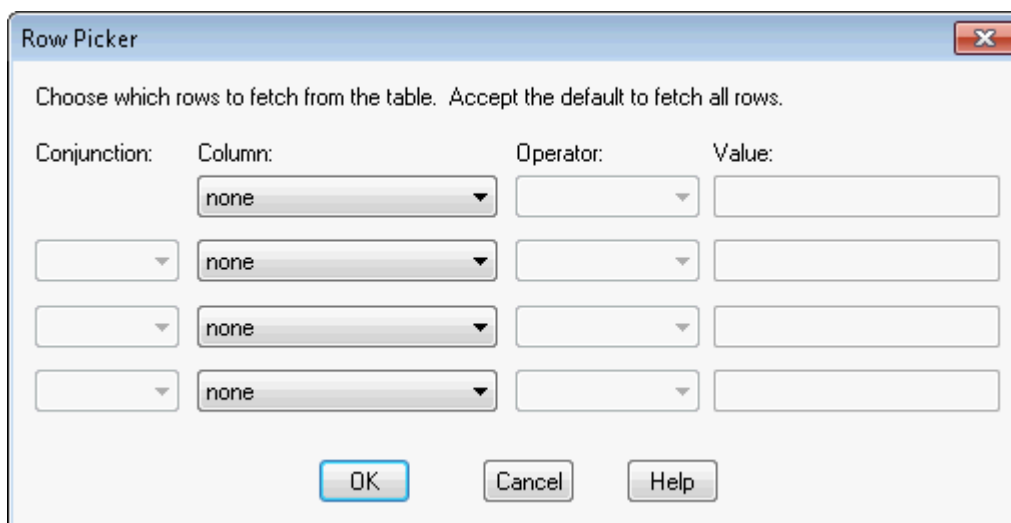 Row Picker
Choose which rows to fetch from the table.  Accept the default to fetch all rows.
Conjunction: Column: Operator: Value:
none
none
none
none
OK Cancel Help